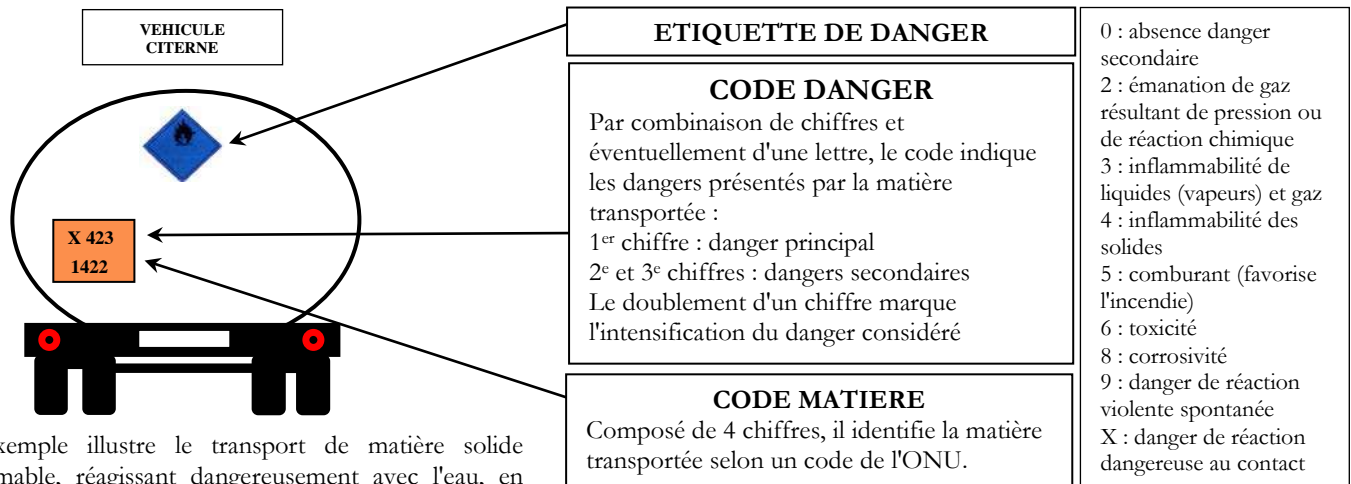 VEHICULE
CITERNE
X 423
1422
xemple illustre le transport de matière solide
mable, réagissant dangereusement avec l'eau, en
ETIQUETTE DE DANGER
CODE DANGER
Par combinaison de chiffres et
éventuellement d'une lettre, le code indique
les dangers présentés par la matière
transportée :
1er chiffre : danger principal
2e et 3e chiffres : dangers secondaires
Le doublement d'un chiffre marque
l'intensification du danger considéré
CODE MATIERE
Composé de 4 chiffres, il identifie la matière
transportée selon un code de l'ONU.
0 : absence danger
secondaire
2 : émanation de gaz
résultant de pression ou
de réaction chimique
3 : inflammabilité de
liquides (vapeurs) et gaz
4 : inflammabilité des
solides
5 : comburant (favorise
l'incendie)
6 : toxicité
8 : corrosivité
9 : danger de réaction
violente spontanée
X : danger de réaction
dangereuse au contact